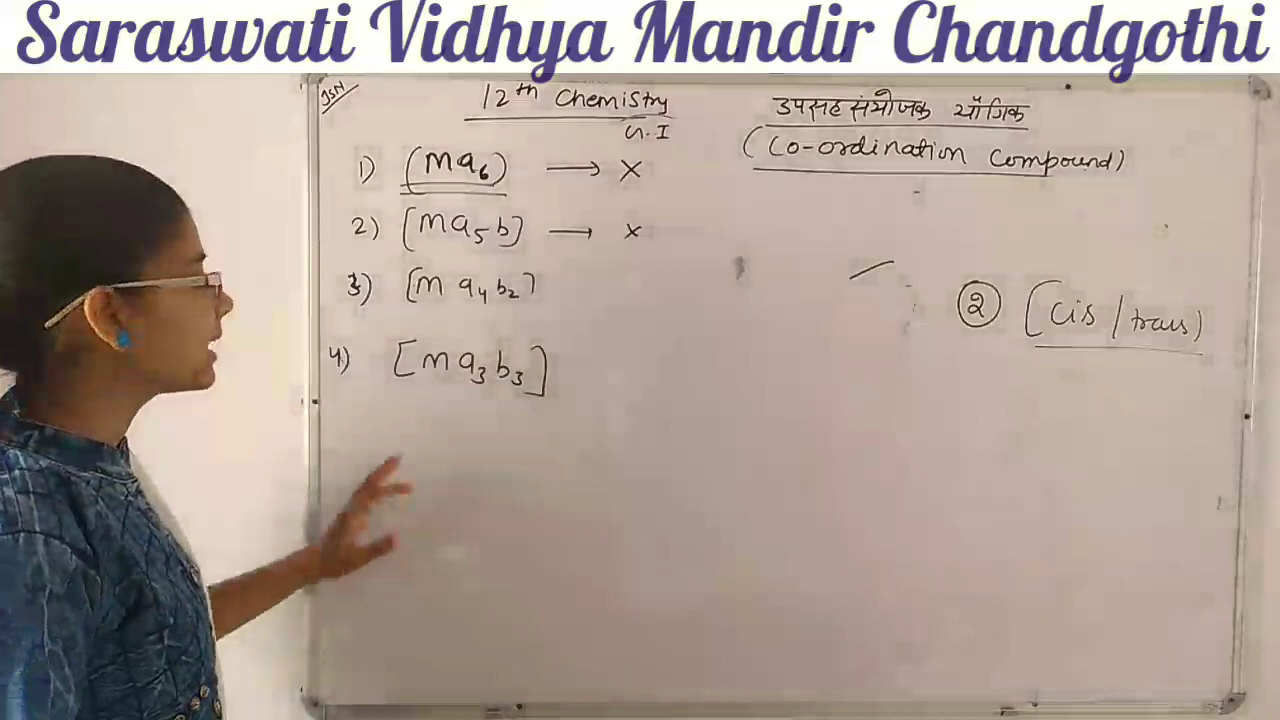 Saraswati Vidhya Mandir Chandgothi
JSN
12th Chemistry
G.I
उपसहसंयोजक यौगिक
(Co-ordination Compound)
1) (Ma6) → ×
2) [Ma5b] → ×
3) [Ma4b2]
4) [Ma3b3]
② [Cis/trans)